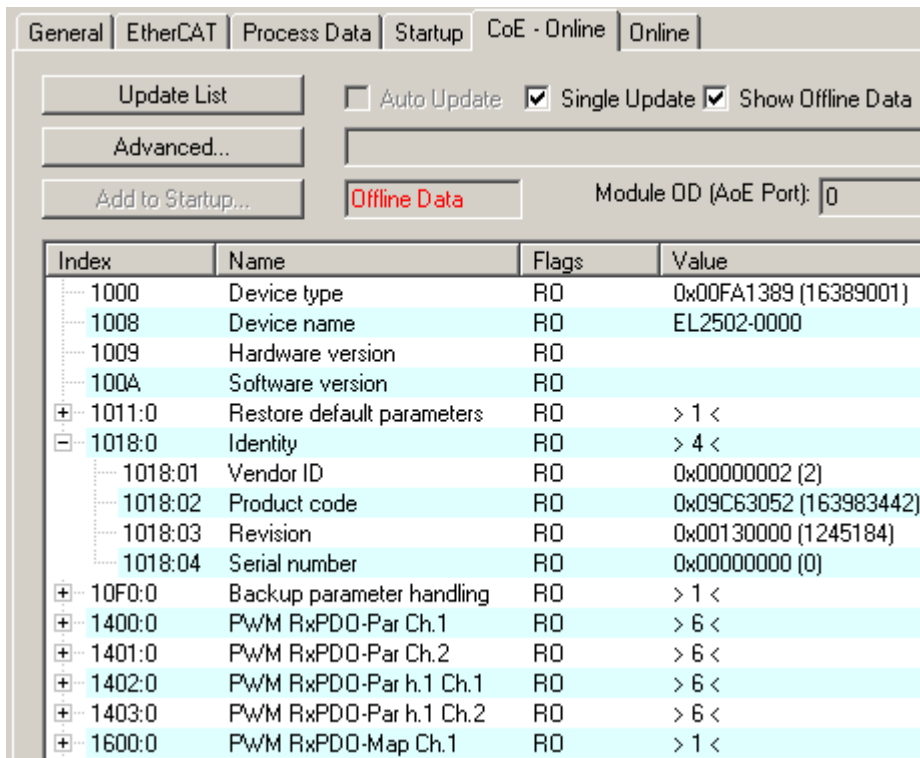 General EtherCAT Process Data Startup CoE - Online Online
Update List Auto Update Single Update Show Offline Data
Advanced...
Add to Startup... Offline Data Module OD (AoE Port): 0
Index Name Flags Value
1000 Device type RO 0x00FA1389 (16389001)
1008 Device name RO EL2502-0000
1009 Hardware version RO
100A Software version RO
1011:0 Restore default parameters RO > 1 <
1018:0 Identity RO > 4 <
1018:01 Vendor ID RO 0x00000002 (2)
1018:02 Product code RO 0x09C63052 (163983442)
1018:03 Revision RO 0x00130000 (1245184)
1018:04 Serial number RO 0x00000000 (0)
10F0:0 Backup parameter handling RO > 1 <
1400:0 PWM RxPDO-Par Ch.1 RO > 6 <
1401:0 PWM RxPDO-Par Ch.2 RO > 6 <
1402:0 PWM RxPDO-Par h.1 Ch.1 RO > 6 <
1403:0 PWM RxPDO-Par h.1 Ch.2 RO > 6 <
1600:0 PWM RxPDO-Map Ch.1 RO > 1 <